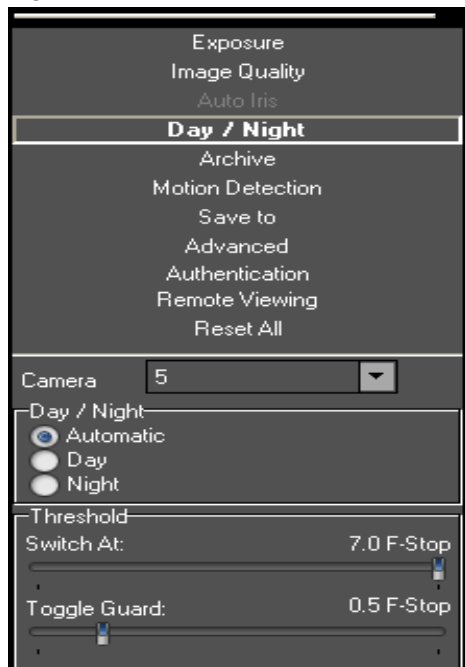 Exposure
Image Quality
Auto Iris
Day / Night
Archive
Motion Detection
Save to
Advanced
Authentication
Remote Viewing
Reset All
Camera 5
Day / Night
Automatic
Day
Night
Threshold
Switch At: 7.0 F-Stop
Toggle Guard: 0.5 F-Stop